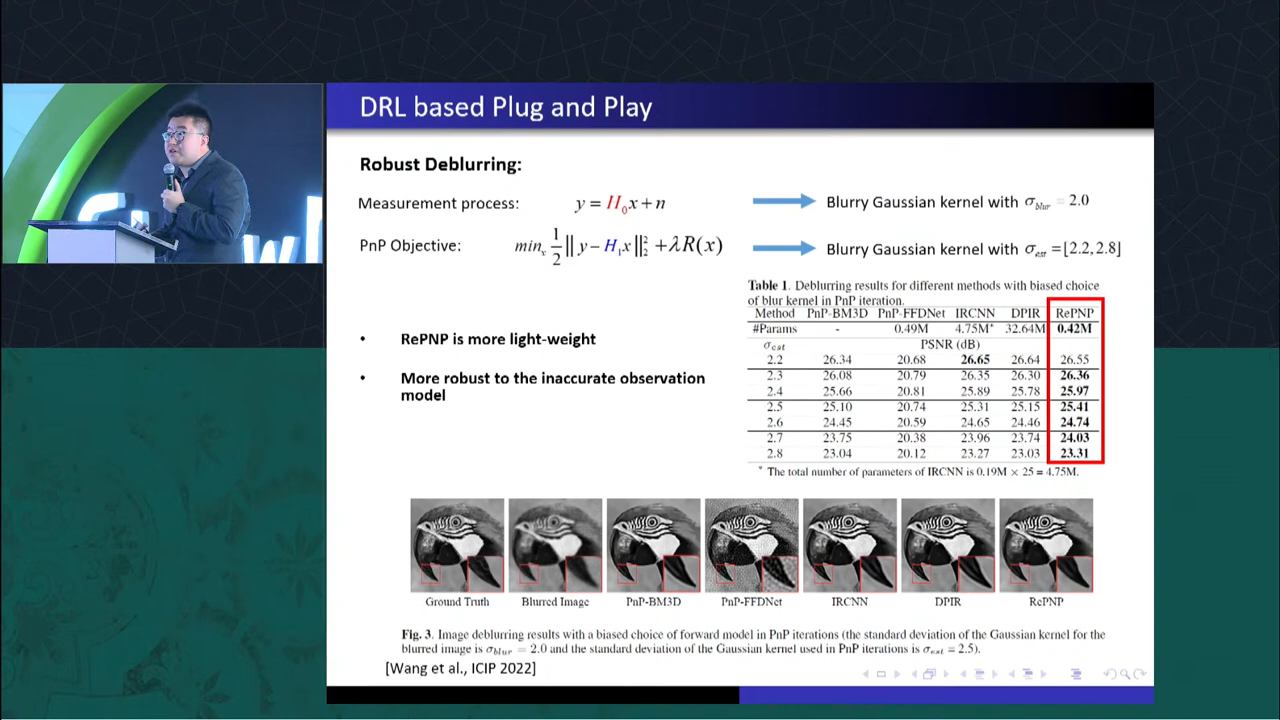 DRL based Plug and Play
Robust Deblurring:
Measurement process: y = H₀x + n Blurry Gaussian kernel with σ_blur = 2.0
PnP Objective: min_x 1/2 || y − H₁x ||₂² + λR(x) Blurry Gaussian kernel with σ_est = [2.2, 2.8]
• RePNP is more light-weight
• More robust to the inaccurate observation
model
Table 1. Deblurring results for different methods with biased choice
of blur kernel in PnP iteration.
Method PnP-BM3D PnP-FFDNet IRCNN DPIR RePNP
#Params - 0.49M 4.75M* 32.64M 0.42M
σ_est PSNR (dB)
2.2 26.34 20.68 26.65 26.64 26.55
2.3 26.08 20.79 26.35 26.30 26.36
2.4 25.66 20.81 25.89 25.78 25.97
2.5 25.10 20.74 25.31 25.15 25.41
2.6 24.45 20.59 24.65 24.46 24.74
2.7 23.75 20.38 23.96 23.74 24.03
2.8 23.04 20.12 23.27 23.03 23.31
* The total number of parameters of IRCNN is 0.19M × 25 = 4.75M.
Ground Truth Blurred Image PnP-BM3D PnP-FFDNet IRCNN DPIR RePNP
Fig. 3. Image deblurring results with a biased choice of forward model in PnP iterations (the standard deviation of the Gaussian kernel for the
blurred image is σ_blur = 2.0 and the standard deviation of the Gaussian kernel used in PnP iterations is σ_est = 2.5).
[Wang et al., ICIP 2022]